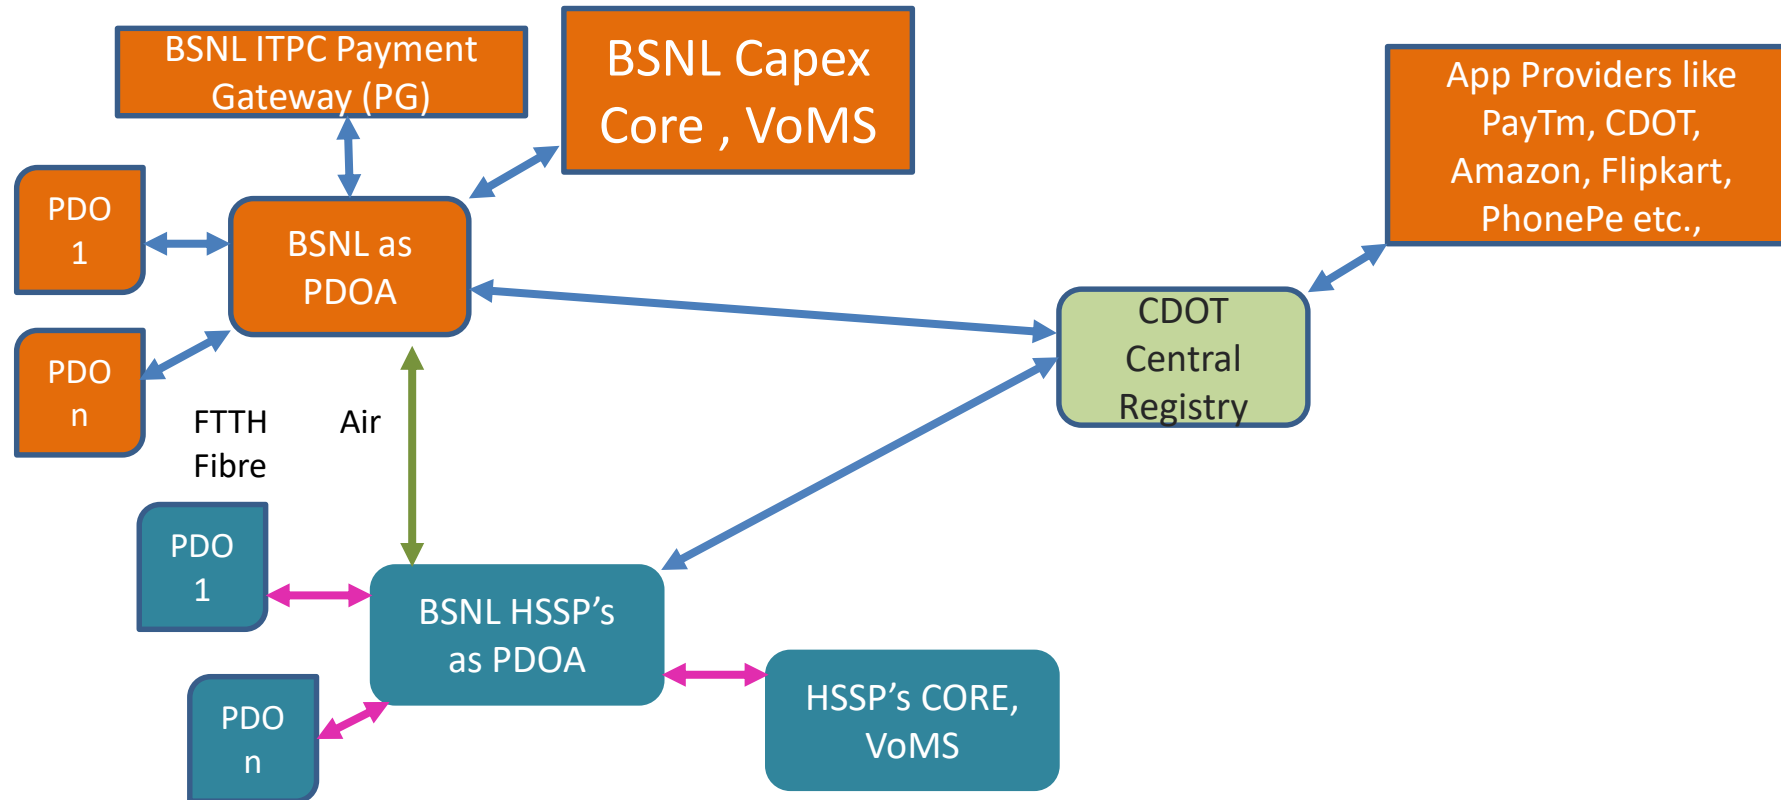 BSNL ITPC Payment
Gateway (PG)
BSNL Capex
Core , VoMS
App Providers like
PayTm, CDOT,
Amazon, Flipkart,
PhonePe etc.,
PDO
1
BSNL as
PDOA
CDOT
Central
Registry
PDO
n
FTTH
Fibre
Air
PDO
1
BSNL HSSP’s
as PDOA
HSSP’s CORE,
VoMS
PDO
n